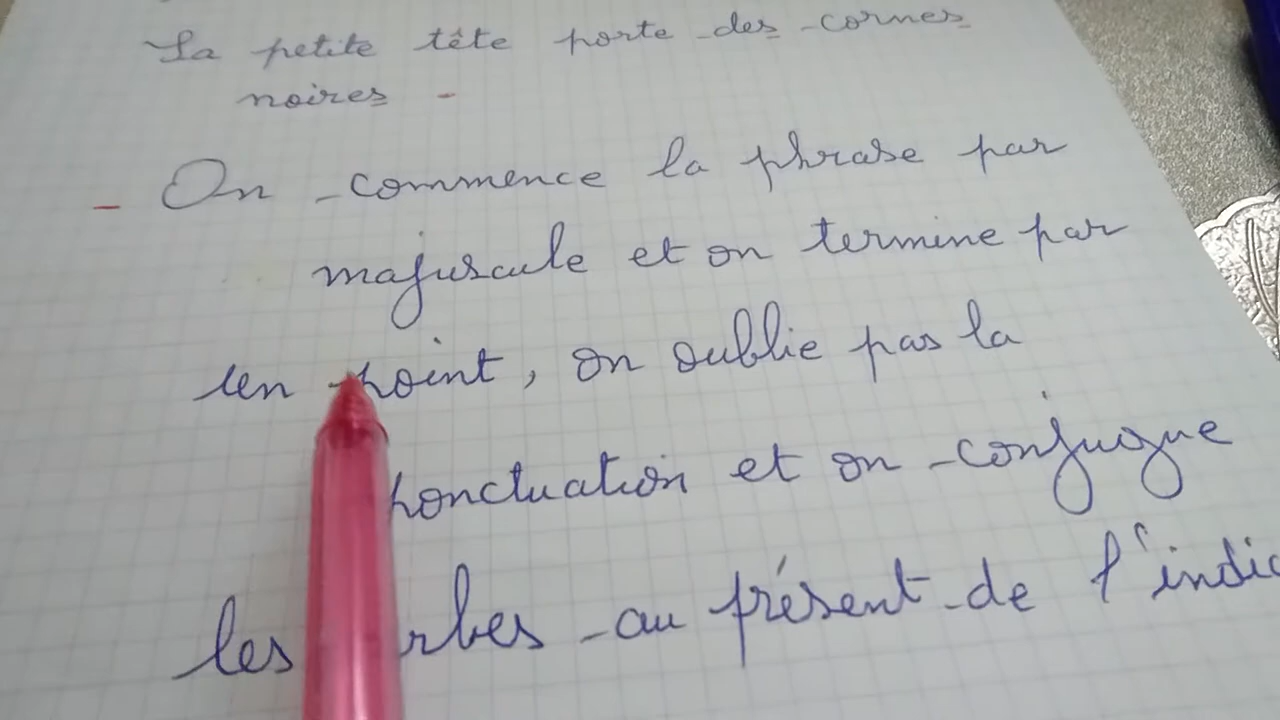 La petite tête porte des cornes
noires -
- On commence la phrase par
majuscule et on termine par
un point, on oublie pas la
ponctuation et on conjugue
les rbes au présent de l'indic